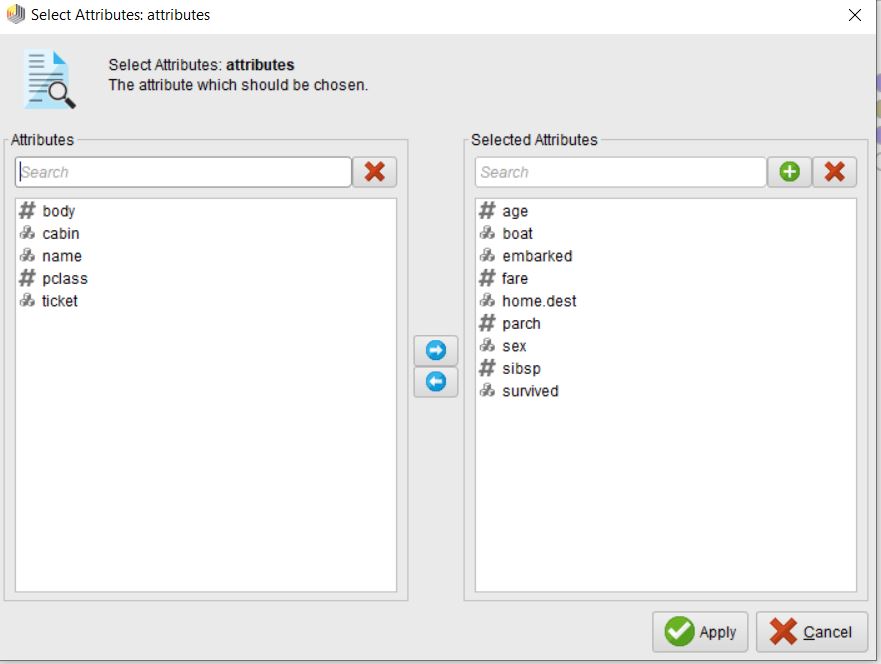 Select Attributes: attributes
Select Attributes: attributes
The attribute which should be chosen.
Attributes
Search
body
cabin
name
pclass
ticket
Selected Attributes
Search
age
boat
embarked
fare
home.dest
parch
sex
sibsp
survived
Apply
Cancel